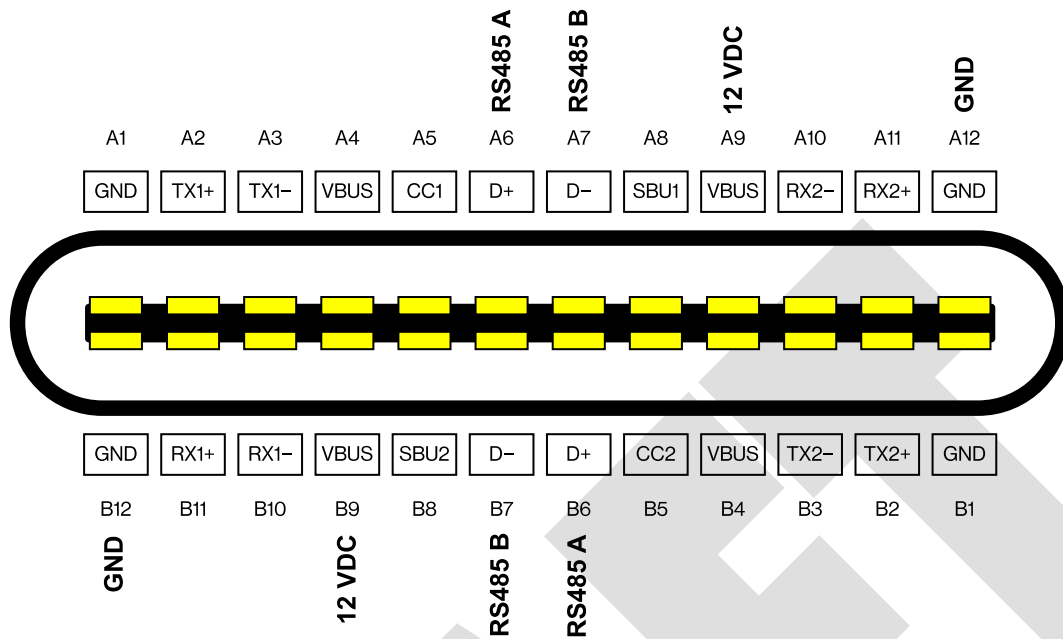 RS485 A RS485 B 12 VDC GND
A1 A2 A3 A4 A5 A6 A7 A8 A9 A10 A11 A12
GND TX1+ TX1− VBUS CC1 D+ D− SBU1 VBUS RX2− RX2+ GND
GND RX1+ RX1− VBUS SBU2 D− D+ CC2 VBUS TX2− TX2+ GND
B12 B11 B10 B9 B8 B7 B6 B5 B4 B3 B2 B1
GND 12 VDC RS485 B RS485 A